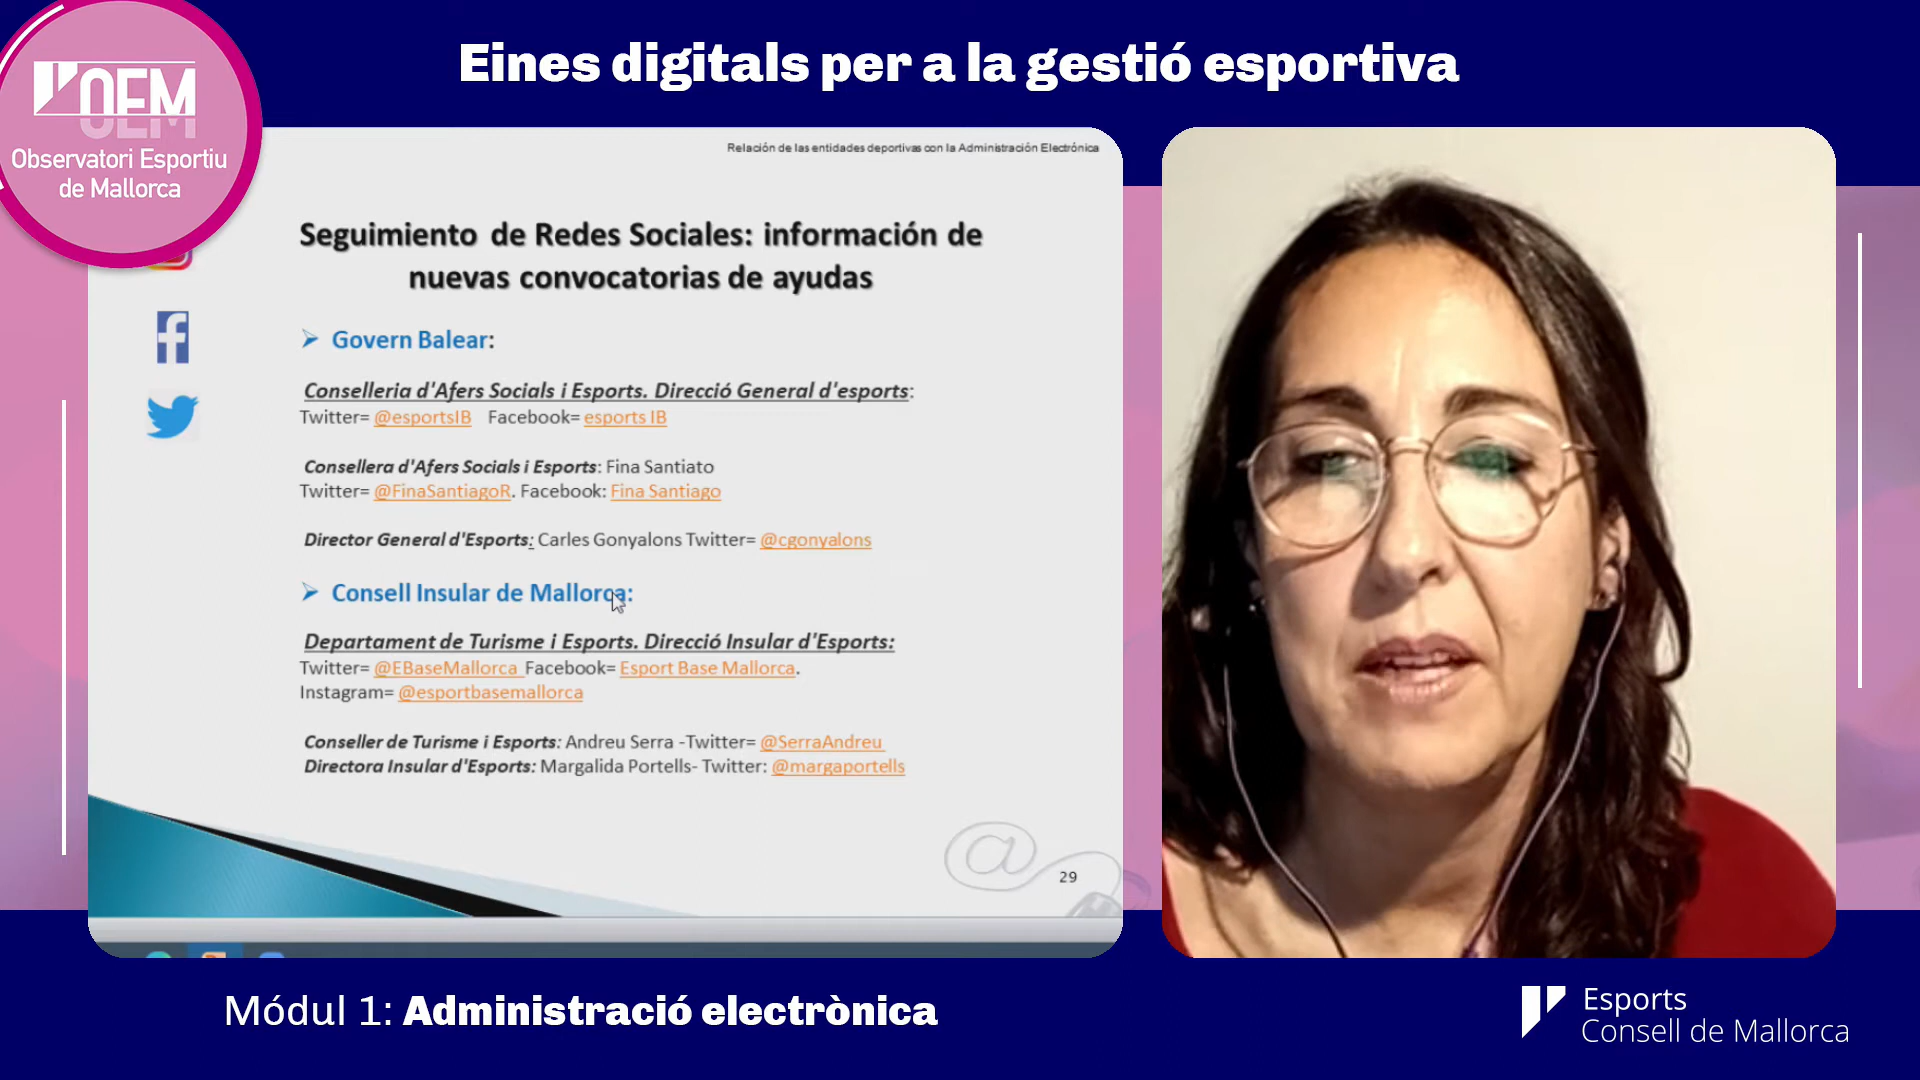 Eines digitals per a la gestió esportiva
L'OEM
Observatori Esportiu
de Mallorca
Relación de las entidades deportivas con la Administración Electrónica
Seguimiento de Redes Sociales: información de
nuevas convocatorias de ayudas
Govern Balear:
Conselleria d'Afers Socials i Esports. Direcció General d'esports:
Twitter= @esportsIB Facebook= esports IB
Consellera d'Afers Socials i Esports: Fina Santiato
Twitter= @FinaSantiagoR. Facebook: Fina Santiago
Director General d'Esports: Carles Gonyalons Twitter= @cgonyalons
Consell Insular de Mallorca:
Departament de Turisme i Esports. Direcció Insular d'Esports:
Twitter= @EBaseMallorca Facebook= Esport Base Mallorca.
Instagram= @esportbasemallorca
Conseller de Turisme i Esports: Andreu Serra -Twitter= @SerraAndreu
Directora Insular d'Esports: Margalida Portells- Twitter: @margaportells
29
Módul 1: Administració electrònica
Esports
Consell de Mallorca